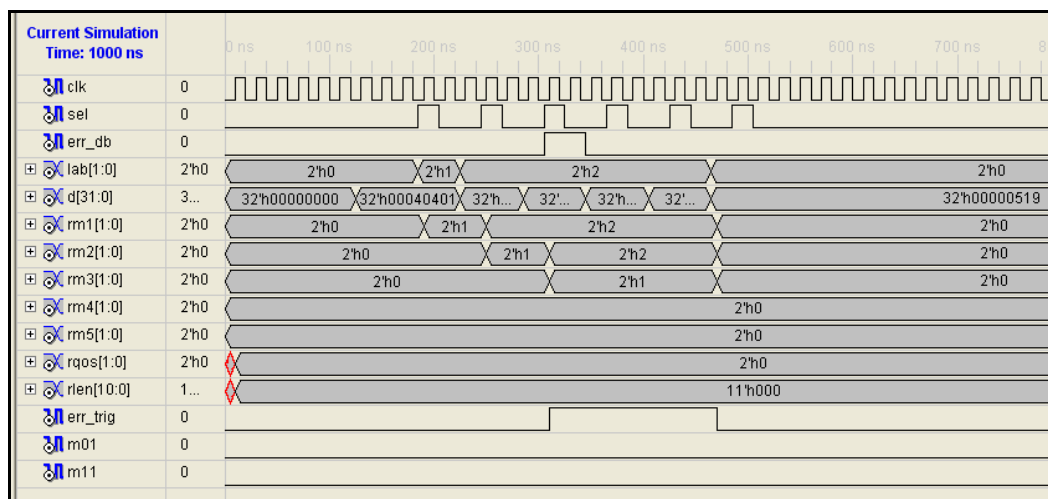 Current Simulation
Time: 1000 ns
0 ns 100 ns 200 ns 300 ns 400 ns 500 ns 600 ns 700 ns 8
clk 0
sel 0
err_db 0
lab[1:0] 2'h0 2'h0 2'h1 2'h2 2'h0
d[31:0] 3... 32'h00000000 32'h00040401 32'h... 32'... 32'h... 32'... 32'h00000519
rm1[1:0] 2'h0 2'h0 2'h1 2'h2 2'h0
rm2[1:0] 2'h0 2'h0 2'h1 2'h2 2'h0
rm3[1:0] 2'h0 2'h0 2'h1 2'h0
rm4[1:0] 2'h0 2'h0
rm5[1:0] 2'h0 2'h0
rqos[1:0] 2'h0 2'h0
rlen[10:0] 1... 11'h000
err_trig 0
m01 0
m11 0